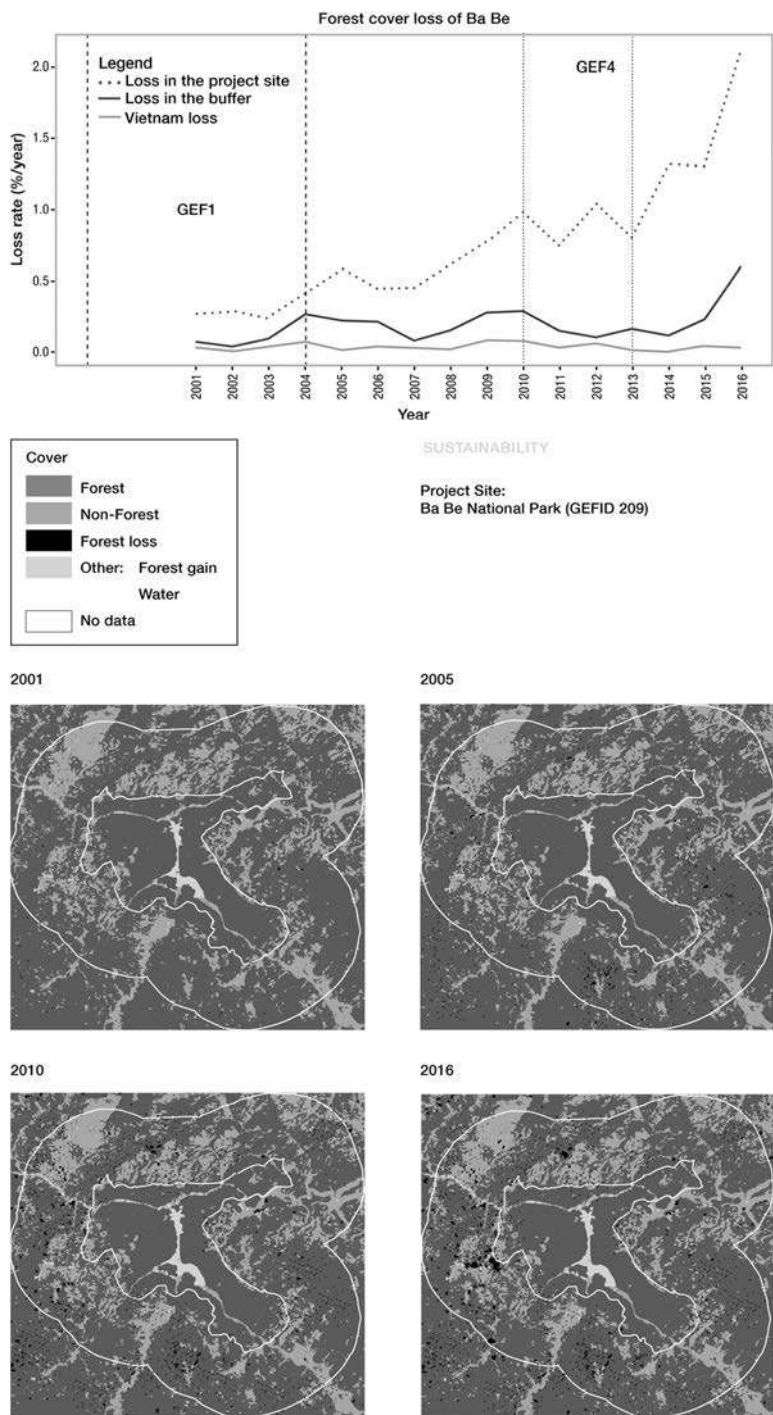 Forest cover loss of Ba Be
Loss rate (%/year)
2.0
1.5
1.0
0.5
0.0
Legend
Loss in the project site
Loss in the buffer
Vietnam loss
GEF1
GEF4
2001 2002 2003 2004 2005 2006 2007 2008 2009 2010 2011 2012 2013 2014 2015 2016
Year
Cover
Forest
Non-Forest
Forest loss
Other: Forest gain
Water
No data
SUSTAINABILITY
Project Site:
Ba Be National Park (GEFID 209)
2001
2005
2010
2016